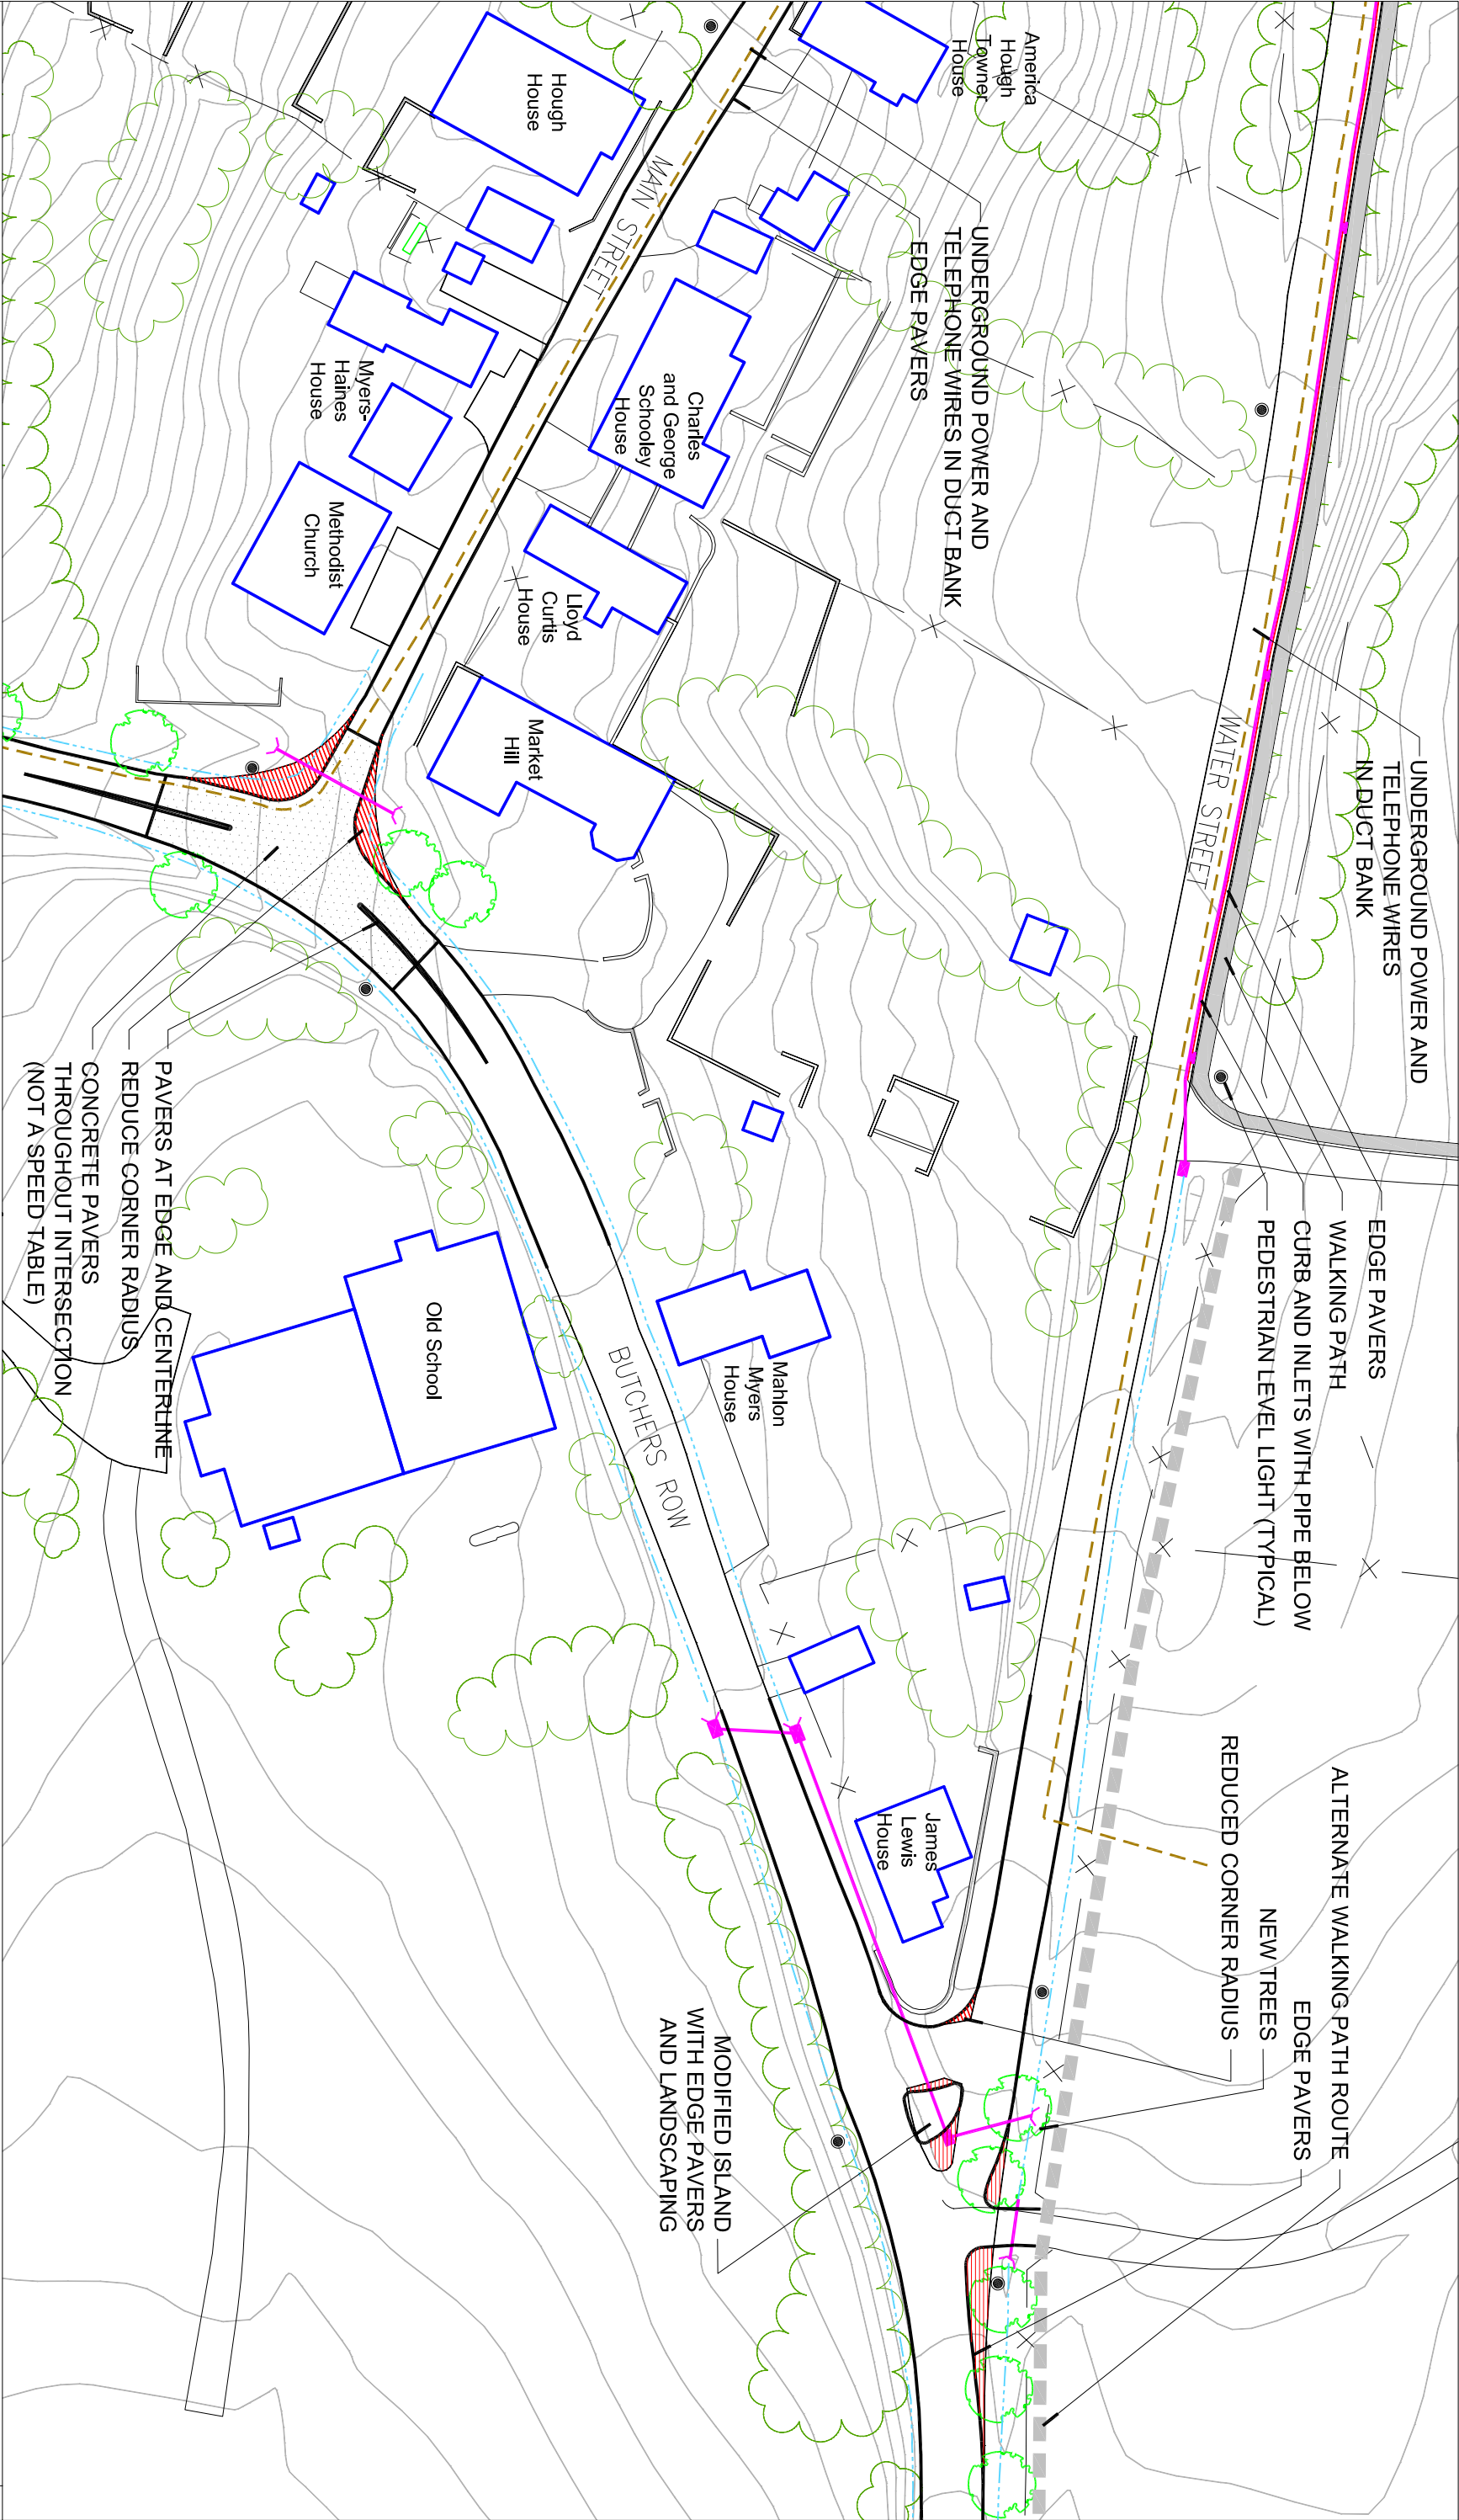 America
Hough
Towner
House
Hough
House
MAIN STREET
UNDERGROUND POWER AND
TELEPHONE WIRES IN DUCT BANK
EDGE PAVERS
Charles
and George
Schooley
House
Myers-
Haines
House
Methodist
Church
Lloyd
Curtis
House
Market
Hill
WATER STREET
UNDERGROUND POWER AND
TELEPHONE WIRES
IN DUCT BANK
EDGE PAVERS
WALKING PATH
CURB AND INLETS WITH PIPE BELOW
PEDESTRIAN LEVEL LIGHT (TYPICAL)
PAVERS AT EDGE AND CENTERLINE
REDUCE CORNER RADIUS
CONCRETE PAVERS
THROUGHOUT INTERSECTION
(NOT A SPEED TABLE)
Old School
BUTCHERS ROW
Mahlon
Myers
House
James
Lewis
House
ALTERNATE WALKING PATH ROUTE
EDGE PAVERS
NEW TREES
REDUCED CORNER RADIUS
MODIFIED ISLAND
WITH EDGE PAVERS
AND LANDSCAPING